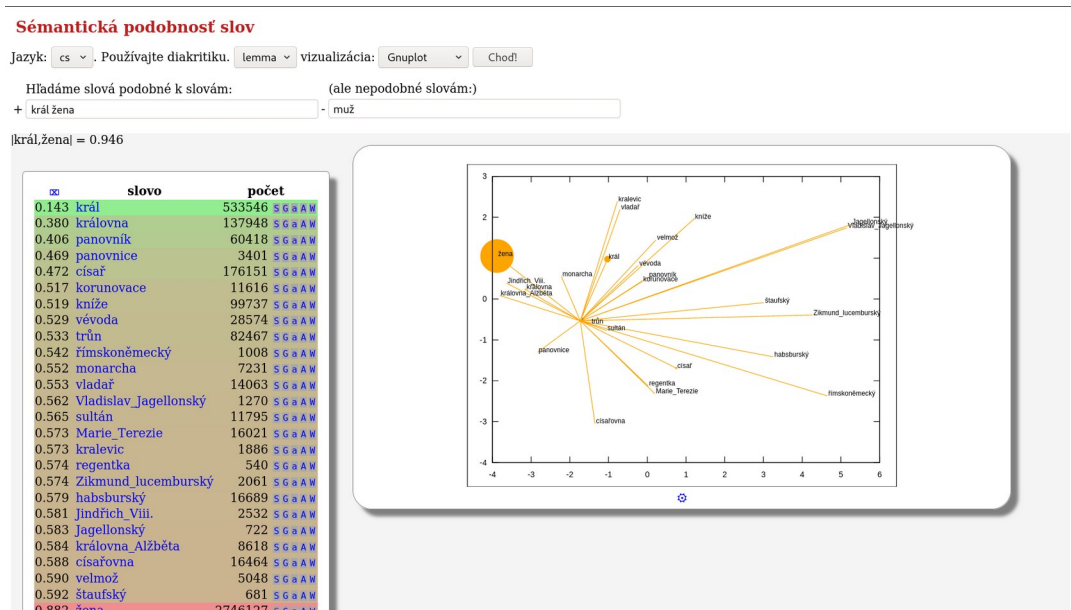 Sémantická podobnosť slov
Jazyk: cs . Používajte diakritiku. lemma vizualizácia: Gnuplot Choď!
Hľadáme slová podobné k slovám: (ale nepodobné slovám:)
+ král žena - muž
|král,žena| = 0.946
slovo počet
0.143 král 533546 S G a A W
0.380 královna 137948 S G a A W
0.406 panovník 60418 S G a A W
0.469 panovnice 3401 S G a A W
0.472 císař 176151 S G a A W
0.517 korunovace 11616 S G a A W
0.519 kníže 99737 S G a A W
0.529 vévoda 28574 S G a A W
0.533 trůn 82467 S G a A W
0.542 římskoněmecký 1008 S G a A W
0.552 monarcha 7231 S G a A W
0.553 vladař 14063 S G a A W
0.562 Vladislav_Jagellonský 1270 S G a A W
0.565 sultán 11795 S G a A W
0.573 Marie_Terezie 16021 S G a A W
0.573 kralevic 1886 S G a A W
0.574 regentka 540 S G a A W
0.574 Zikmund_lucemburský 2061 S G a A W
0.579 habsburský 16689 S G a A W
0.581 Jindřich_Viii. 2532 S G a A W
0.583 Jagellonský 722 S G a A W
0.584 královna_Alžběta 8618 S G a A W
0.588 císařovna 16464 S G a A W
0.590 velmož 5048 S G a A W
0.592 štaufský 681 S G a A W
0.882 žena 2746127 S G a A W
3
kralevic
vladař
2
kníže
Jagellonský
Vladislav_Jagellonský
velmož
1
žena
král
vévoda
monarcha
panovník
korunovace
Jindřich_Viii.
královna
královna_Alžběta
0
štaufský
Zikmund_lucemburský
trůn
sultán
-1
panovnice
habsburský
císař
-2
regentka
Marie_Terezie
římskoněmecký
-3
císařovna
-4
-4 -3 -2 -1 0 1 2 3 4 5 6